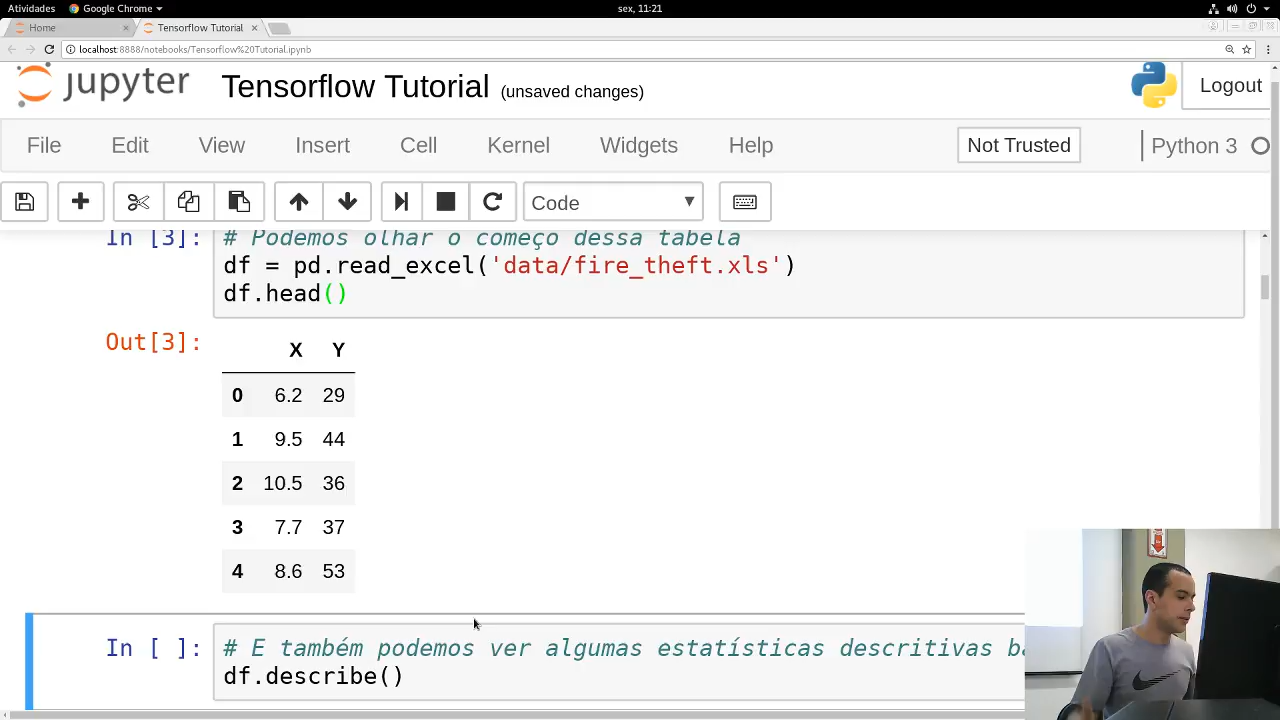 Atividades Google Chrome sex, 11:21
Home Tensorflow Tutorial
localhost:8888/notebooks/Tensorflow%20Tutorial.ipynb
jupyter Tensorflow Tutorial (unsaved changes) Logout
File Edit View Insert Cell Kernel Widgets Help Not Trusted Python 3
Code
In [3]: # Podemos olhar o começo dessa tabela
df = pd.read_excel('data/fire_theft.xls')
df.head()
Out[3]:
X Y
0 6.2 29
1 9.5 44
2 10.5 36
3 7.7 37
4 8.6 53
In [ ]: # E também podemos ver algumas estatísticas descritivas ba
df.describe()